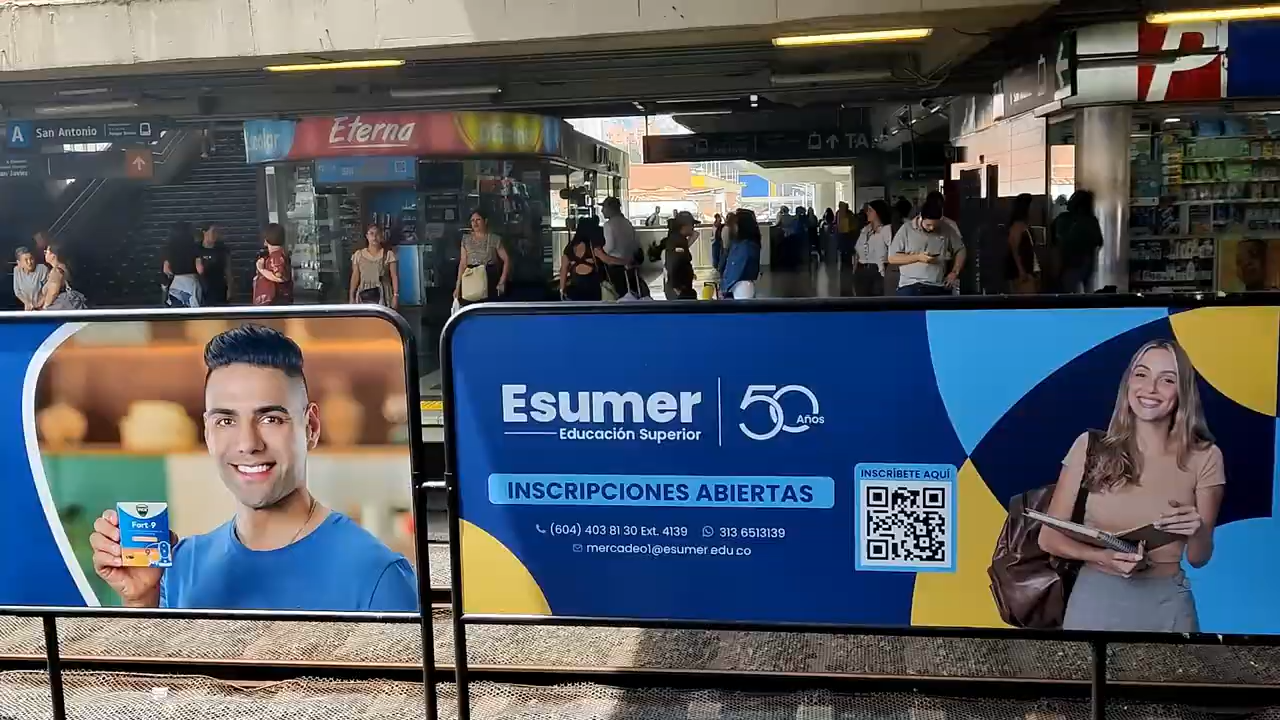 A San Antonio
Eterna
P
TA
Fort 9
Esumer
Educación Superior
50
Años
INSCRIPCIONES ABIERTAS
(604) 403 81 30 Ext. 4139 313 6513139
mercadeo1@esumer.edu.co
INSCRÍBETE AQUÍ